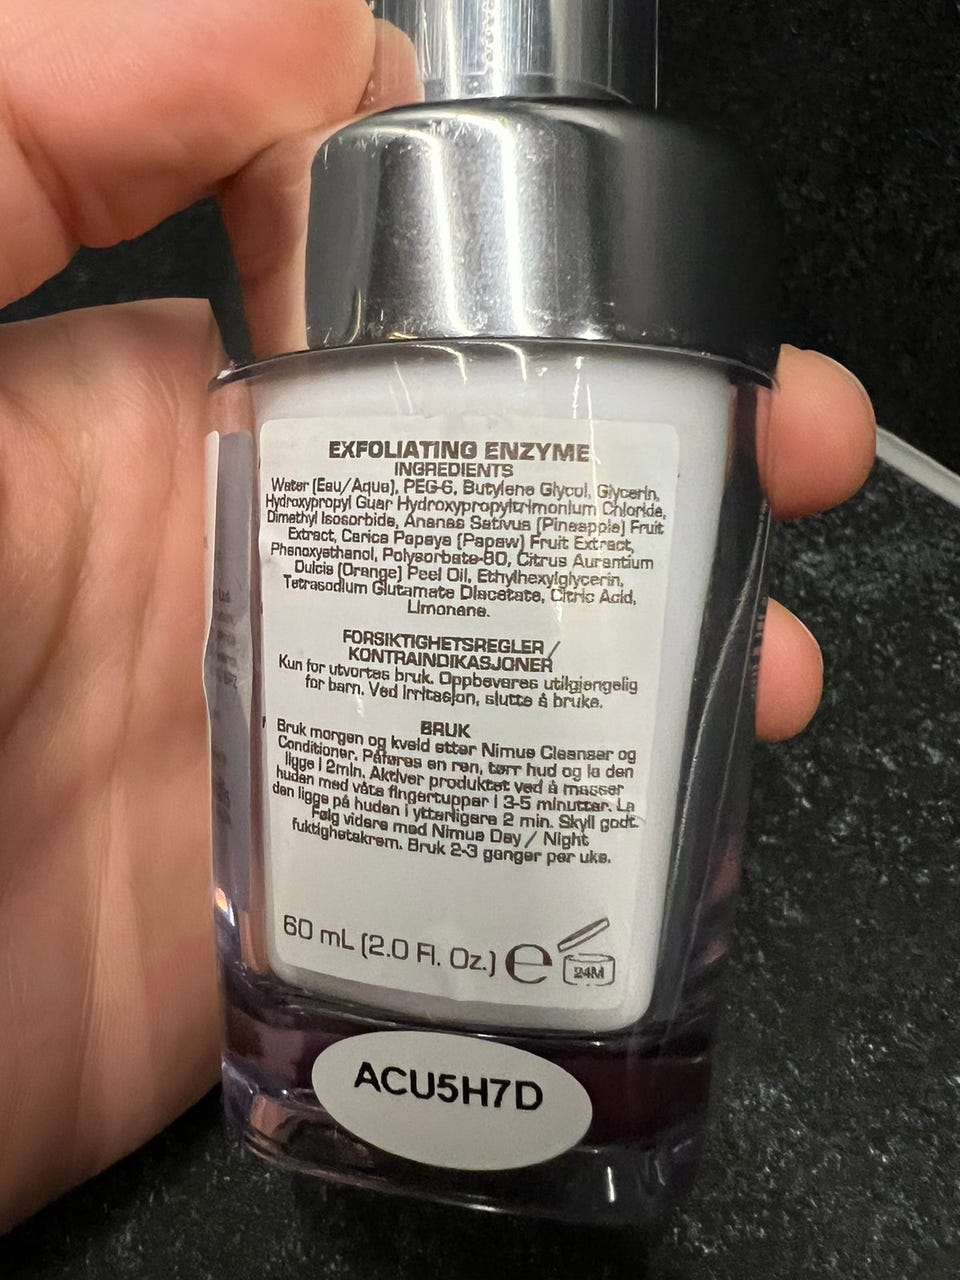 EXFOLIATING ENZYME
INGREDIENTS
Water (Eau/Aqua), PEG-6, Butylene Glycol, Glycerin,
Hydroxypropyl Guar Hydroxypropyltrimonium Chloride,
Dimethyl Isosorbide, Ananas Sativus (Pineapple) Fruit
Extract, Carica Papaya (Papaw) Fruit Extract,
Phenoxyethanol, Polysorbate-80, Citrus Aurantium
Dulcis (Orange) Peel Oil, Ethylhexylglycerin,
Tetrasodium Glutamate Diacetate, Citric Acid,
Limonene.
FORSIKTIGHETSREGLER /
KONTRAINDIKASJONER
Kun for utvortes bruk. Oppbevares utilgjengelig
for barn. Ved irritasjon, slutte å bruke.
BRUK
Bruk morgen og kveld etter Nimue Cleanser og
Conditioner. Påføres en ren, tørr hud og la den
ligge i 2min. Aktiver produktet ved å masser
huden med våte fingertupper i 3-5 minutter. La
den ligge på huden i ytterligere 2 min. Skyll godt.
Følg videre med Nimue Day / Night
fuktighetskrem. Bruk 2-3 ganger per uke.
60 mL (2.0 Fl. Oz.) e 24M
ACU5H7D